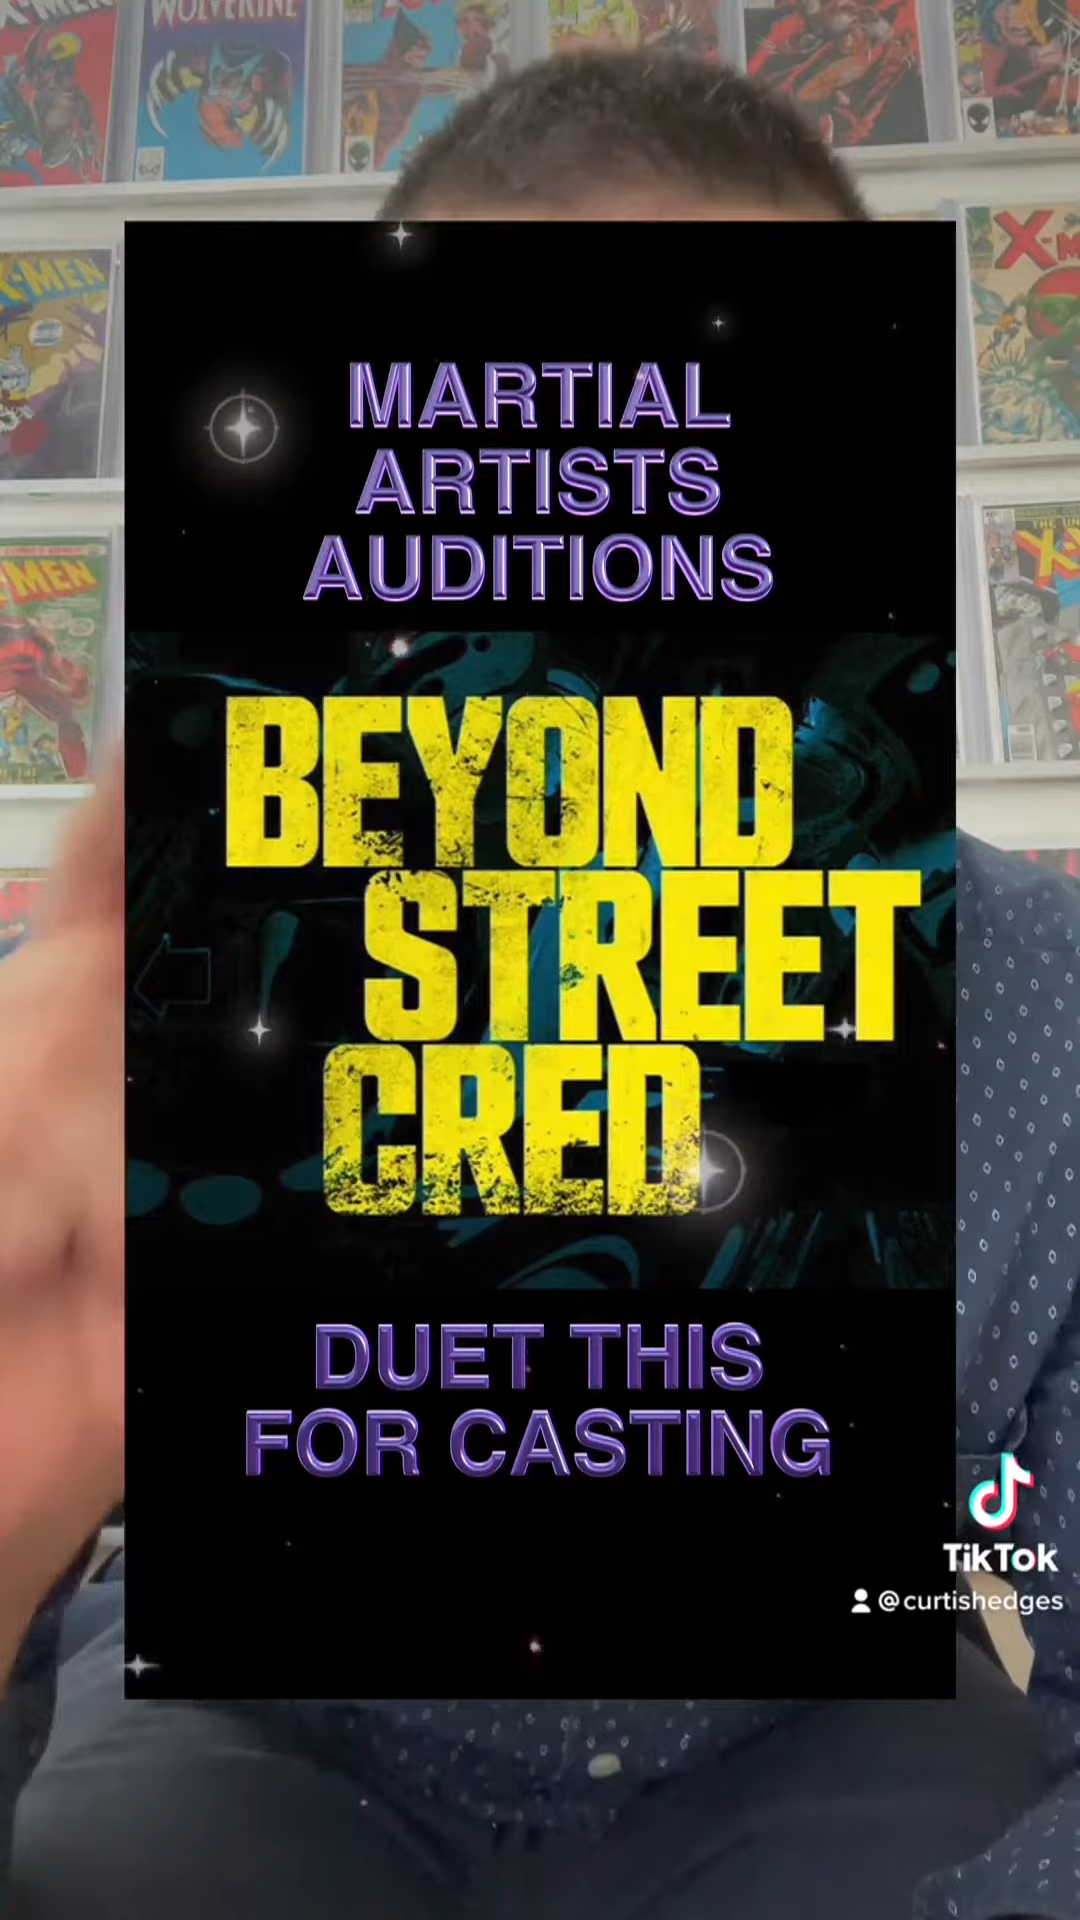 X-MEN
WOLVERINE
X-MEN
X-MEN
MARTIAL
ARTISTS
AUDITIONS
BEYOND
STREET
CRED
DUET THIS
FOR CASTING
TikTok
@curtishedges